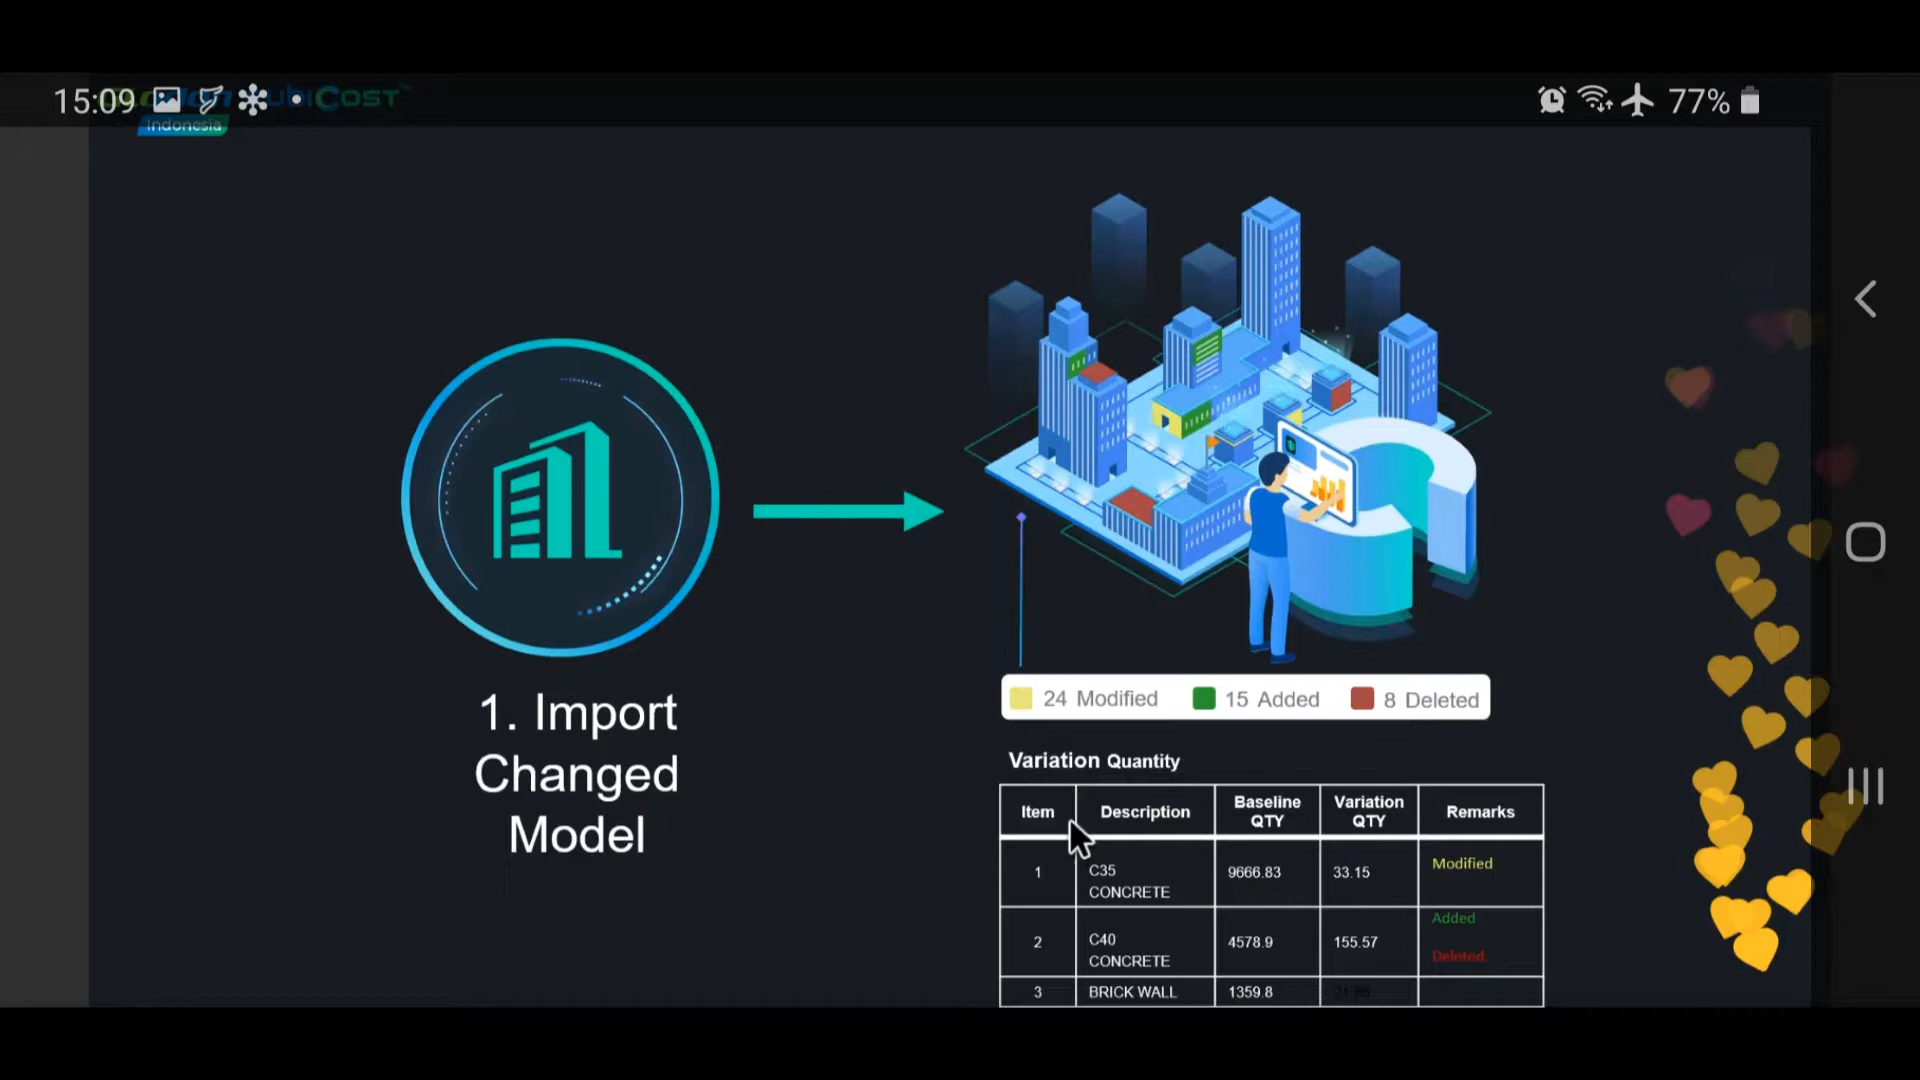 15:09
77%
Indonesia
1. Import
Changed
Model
24 Modified
15 Added
8 Deleted
Variation Quantity
Item Description Baseline QTY Variation QTY Remarks
1 C35 CONCRETE 9666.83 33.15 Modified
2 C40 CONCRETE 4578.9 155.57 Added Deleted
3 BRICK WALL 1359.8